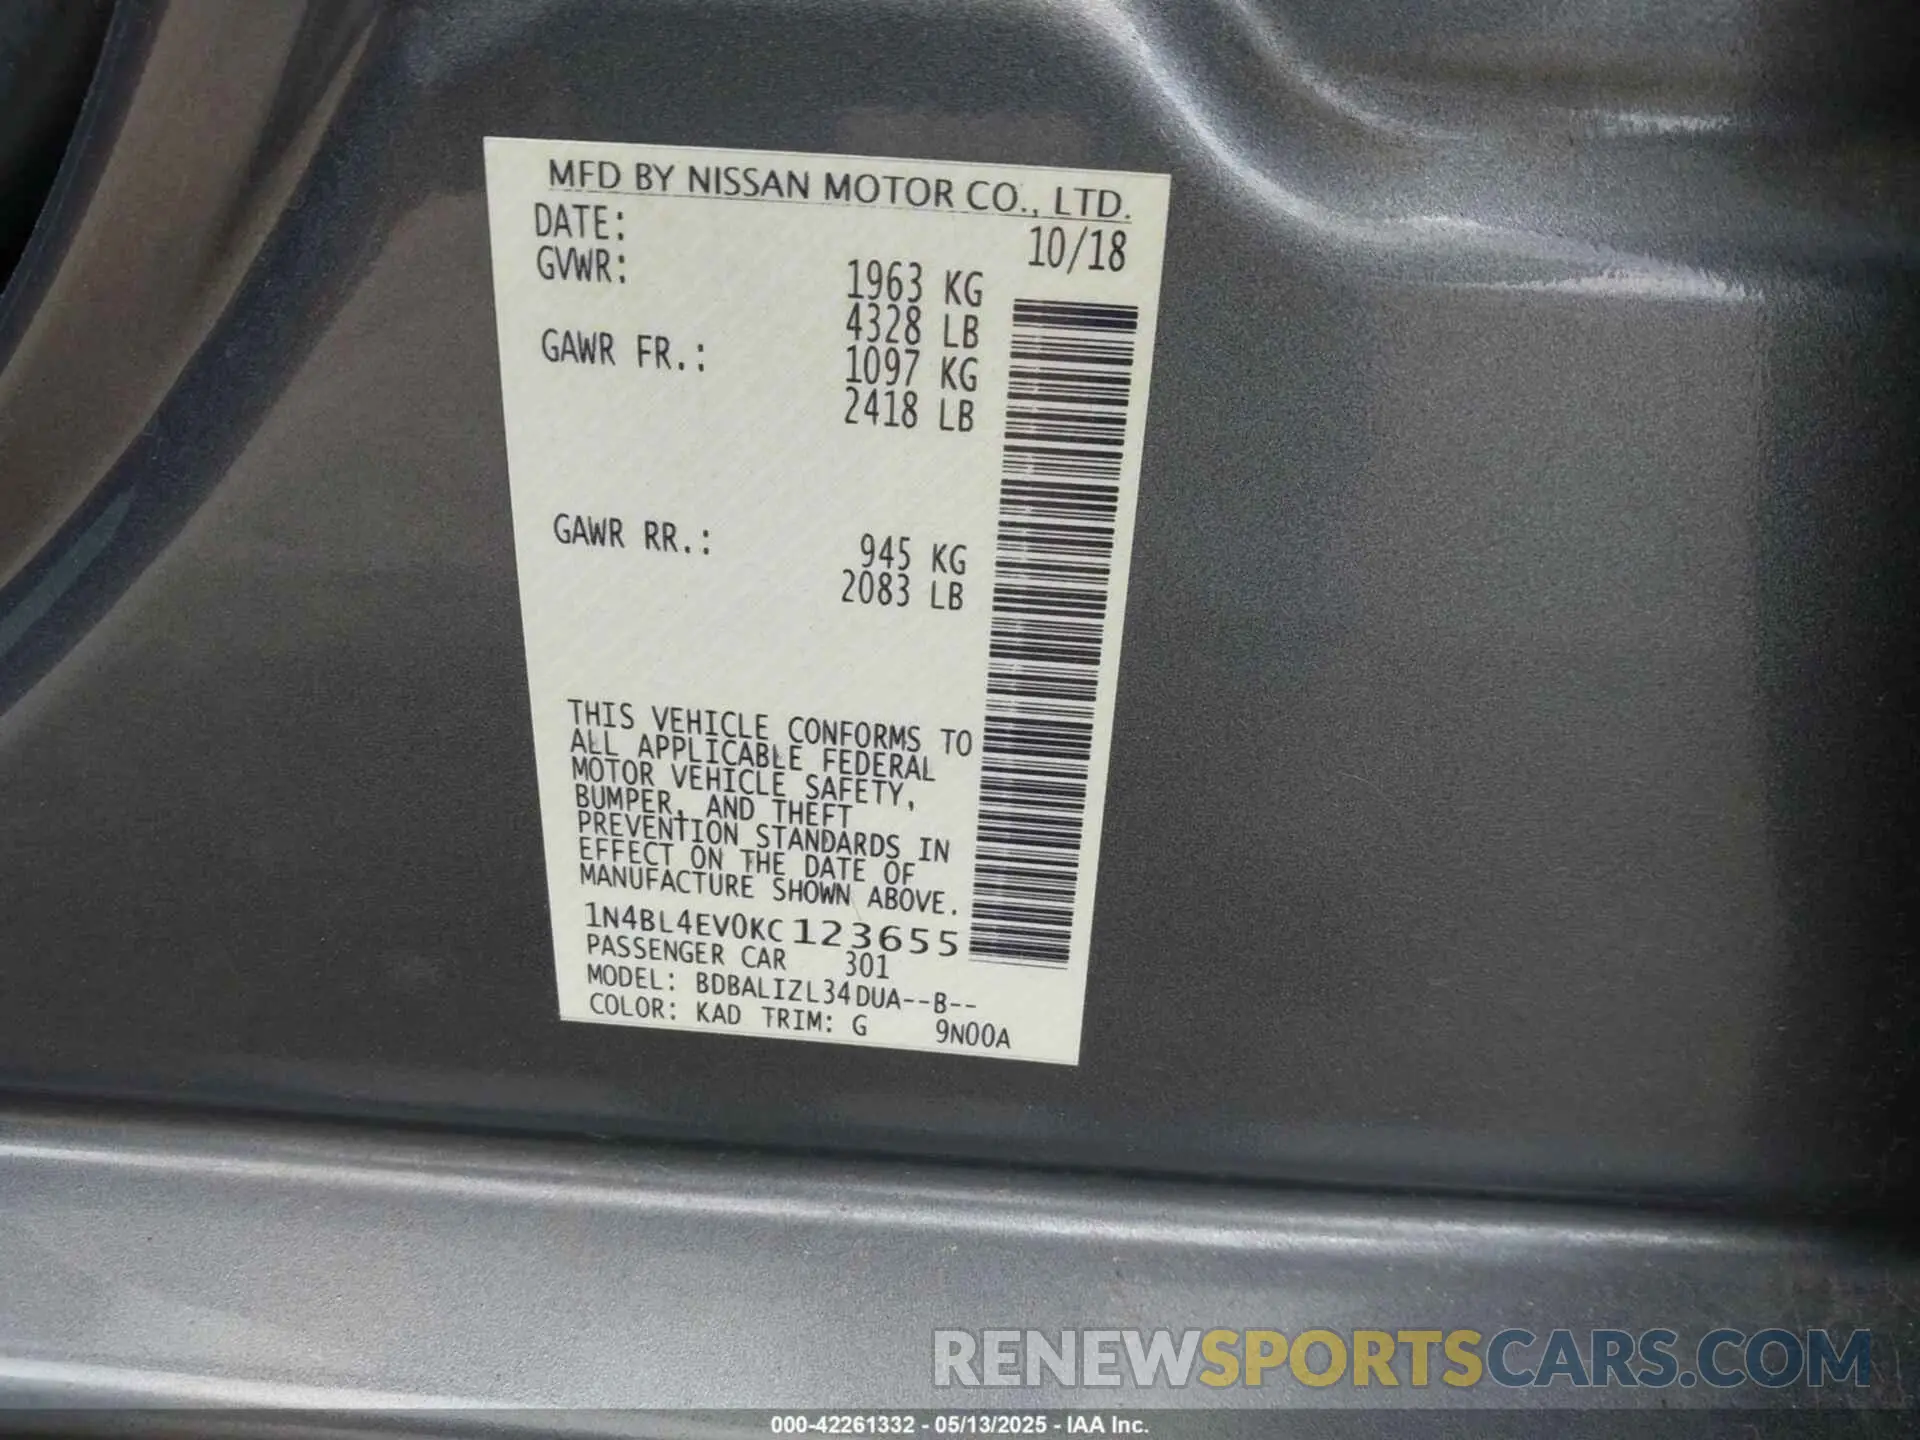 MFD BY NISSAN MOTOR CO., LTD.
DATE: 10/18
GVWR: 1963 KG
4328 LB
GAWR FR.: 1097 KG
2418 LB
GAWR RR.: 945 KG
2083 LB
THIS VEHICLE CONFORMS TO
ALL APPLICABLE FEDERAL
MOTOR VEHICLE SAFETY,
BUMPER, AND THEFT
PREVENTION STANDARDS IN
EFFECT ON THE DATE OF
MANUFACTURE SHOWN ABOVE.
1N4BL4EV0KC123655
PASSENGER CAR 301
MODEL: BDBALIZL34DUA--B--
COLOR: KAD TRIM: G 9N00A
RENEWSPORTSCARS.COM
000-42261332 - 05/13/2025 - IAA Inc.